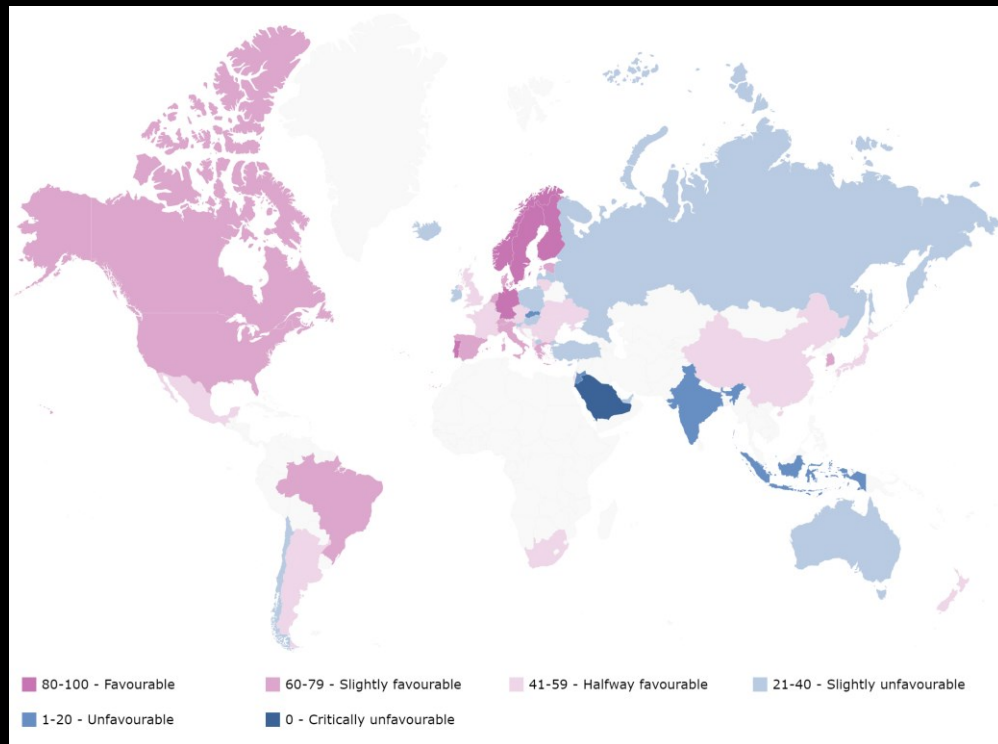 80-100 - Favourable
60-79 - Slightly favourable
41-59 - Halfway favourable
21-40 - Slightly unfavourable
1-20 - Unfavourable
0 - Critically unfavourable